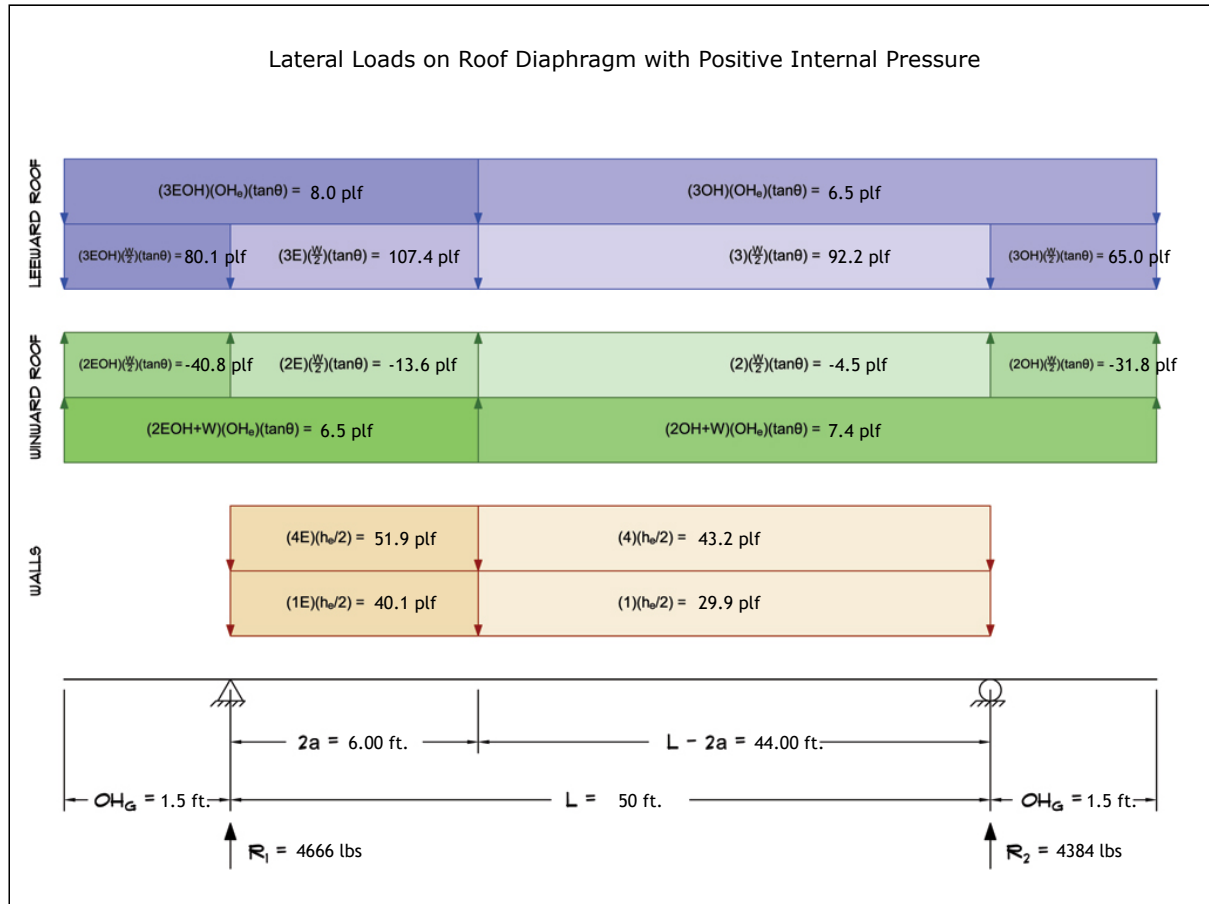 Lateral Loads on Roof Diaphragm with Positive Internal Pressure
LEEWARD ROOF
(3EOH)(OHₑ)(tanθ) = 8.0 plf
(3OH)(OHₑ)(tanθ) = 6.5 plf
(3EOH)(W/2)(tanθ) = 80.1 plf
(3E)(W/2)(tanθ) = 107.4 plf
(3)(W/2)(tanθ) = 92.2 plf
(3OH)(W/2)(tanθ) = 65.0 plf
WINWARD ROOF
(2EOH)(W/2)(tanθ) = -40.8 plf
(2E)(W/2)(tanθ) = -13.6 plf
(2)(W/2)(tanθ) = -4.5 plf
(2OH)(W/2)(tanθ) = -31.8 plf
(2EOH+W)(OHₑ)(tanθ) = 6.5 plf
(2OH+W)(OHₑ)(tanθ) = 7.4 plf
WALLS
(4E)(hₑ/2) = 51.9 plf
(4)(hₑ/2) = 43.2 plf
(1E)(hₑ/2) = 40.1 plf
(1)(hₑ/2) = 29.9 plf
2a = 6.00 ft.
L - 2a = 44.00 ft.
OH_G = 1.5 ft.
L = 50 ft.
OH_G = 1.5 ft.
R₁ = 4666 lbs
R₂ = 4384 lbs